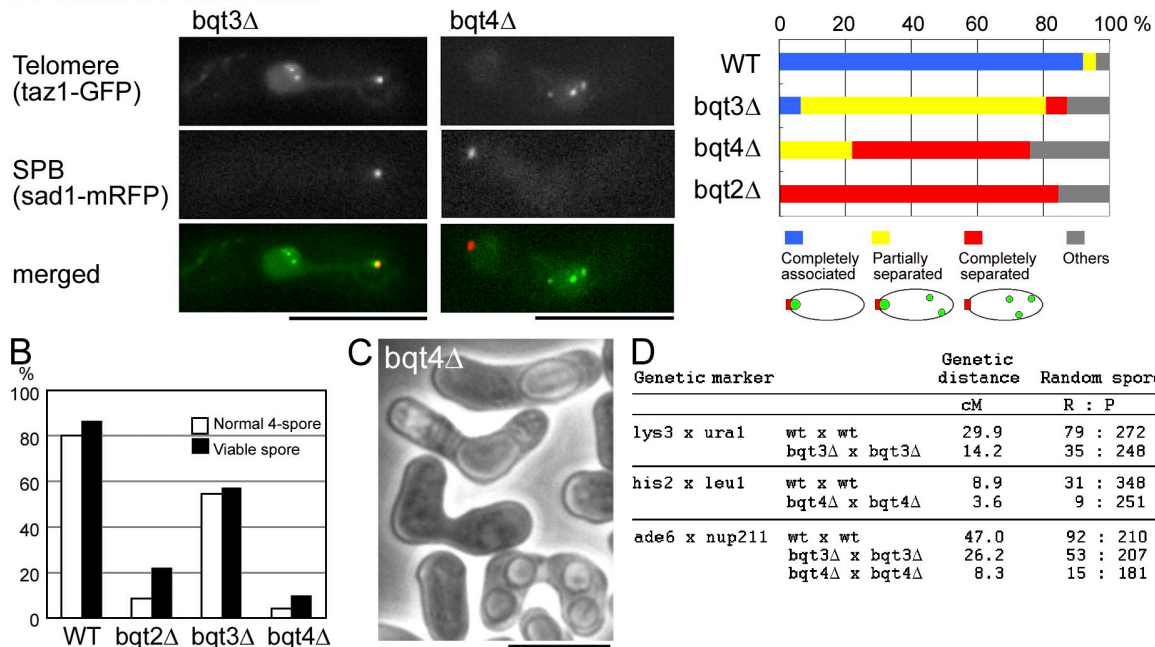 bqt3Δ
bqt4Δ
Telomere
(taz1-GFP)
SPB
(sad1-mRFP)
merged
0 20 40 60 80 100 %
WT
bqt3Δ
bqt4Δ
bqt2Δ
Completely
associated
Partially
separated
Completely
separated
Others
B
%
100
80
60
40
20
0
Normal 4-spore
Viable spore
WT bqt2Δ bqt3Δ bqt4Δ
C
bqt4Δ
D
Genetic marker Genetic distance Random spore
cM R : P
lys3 x ura1 wt x wt 29.9 79 : 272
bqt3Δ x bqt3Δ 14.2 35 : 248
his2 x leu1 wt x wt 8.9 31 : 348
bqt4Δ x bqt4Δ 3.6 9 : 251
ade6 x nup211 wt x wt 47.0 92 : 210
bqt3Δ x bqt3Δ 26.2 53 : 207
bqt4Δ x bqt4Δ 8.3 15 : 181